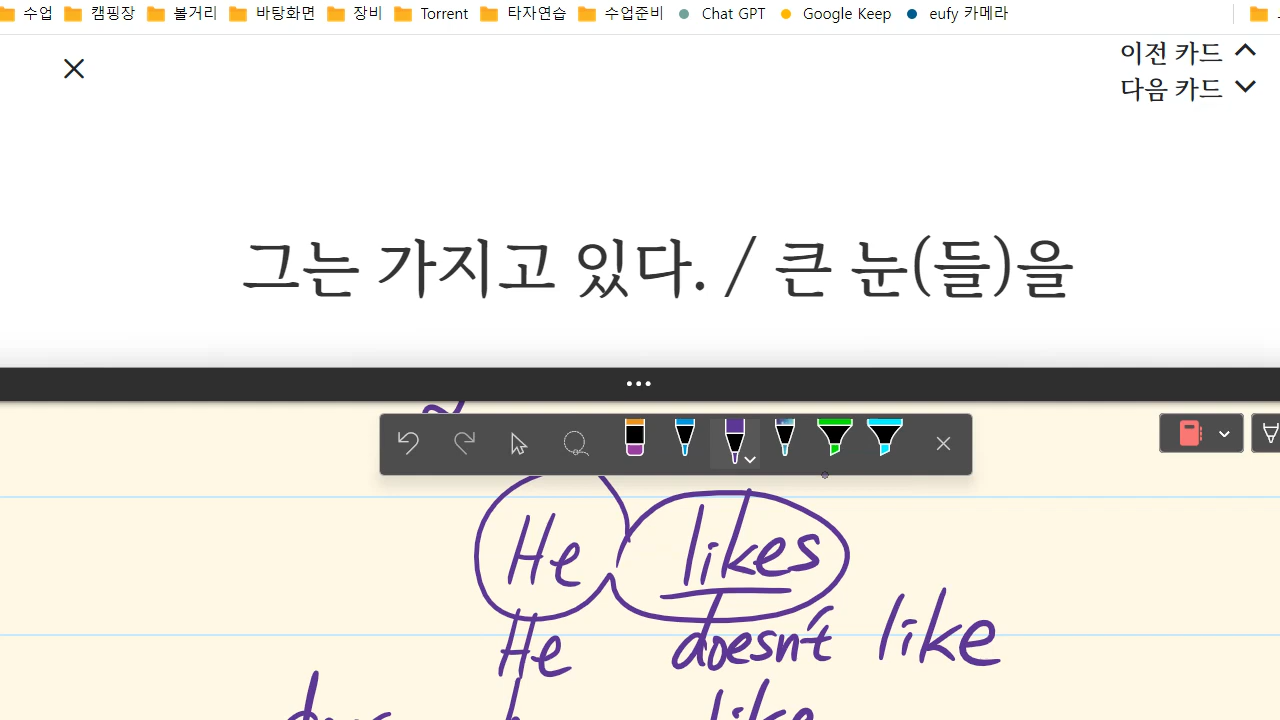 수업 캠핑장 볼거리 바탕화면 장비 Torrent 타자연습 수업준비 Chat GPT Google Keep eufy 카메라
이전 카드
다음 카드
그는 가지고 있다. / 큰 눈(들)을
He likes
He doesn't like
like